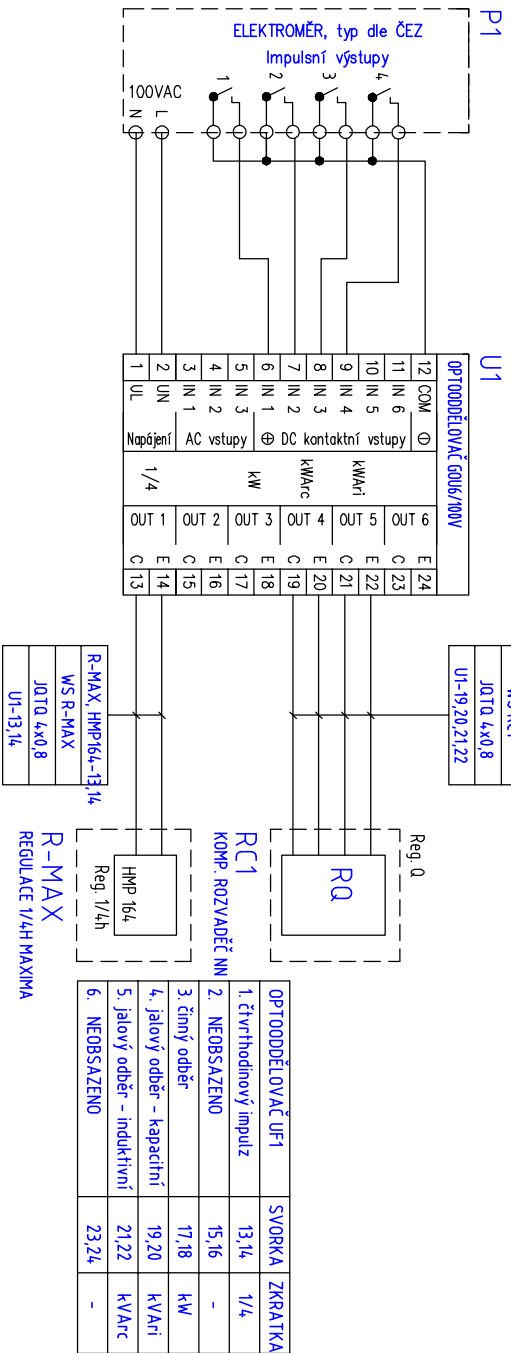 P1
ELEKTROMĚR, typ dle ČEZ
Impulsní výstupy
1
2
3
4
100VAC
N
L
U1
OPTOODDĚLOVAČ GOU6/100V
1 UL
2 UN
3 IN 1
4 IN 2
5 IN 3
6 IN 1 ⊕
7 IN 2
8 IN 3
9 IN 4
10 IN 5
11 IN 6
12 COM ⊖
Napájení
AC vstupy
DC kontaktní vstupy
1/4
kW
kWArc
kWAri
OUT 1
OUT 2
OUT 3
OUT 4
OUT 5
OUT 6
C 13
E 14
C 15
E 16
C 17
E 18
C 19
E 20
C 21
E 22
C 23
E 24
JQTQ 4x0,8
U1-19,20,21,22
R-MAX, HMP164-13,14
WS R-MAX
JQTQ 4x0,8
U1-13,14
Reg. Q
RQ
RC1
KOMP. ROZVADĚČ NN
HMP 164
Reg. 1/4h
R-MAX
REGULACE 1/4H MAXIMA
OPTOODDĚLOVAČ UF1 SVORKA ZKRATKA
1. čtvrthodinový impulz 13,14 1/4
2. NEOBSAZENO 15,16 -
3. činný odběr 17,18 kW
4. jalový odběr - kapacitní 19,20 kVAri
5. jalový odběr - induktivní 21,22 kVArc
6. NEOBSAZENO 23,24 -